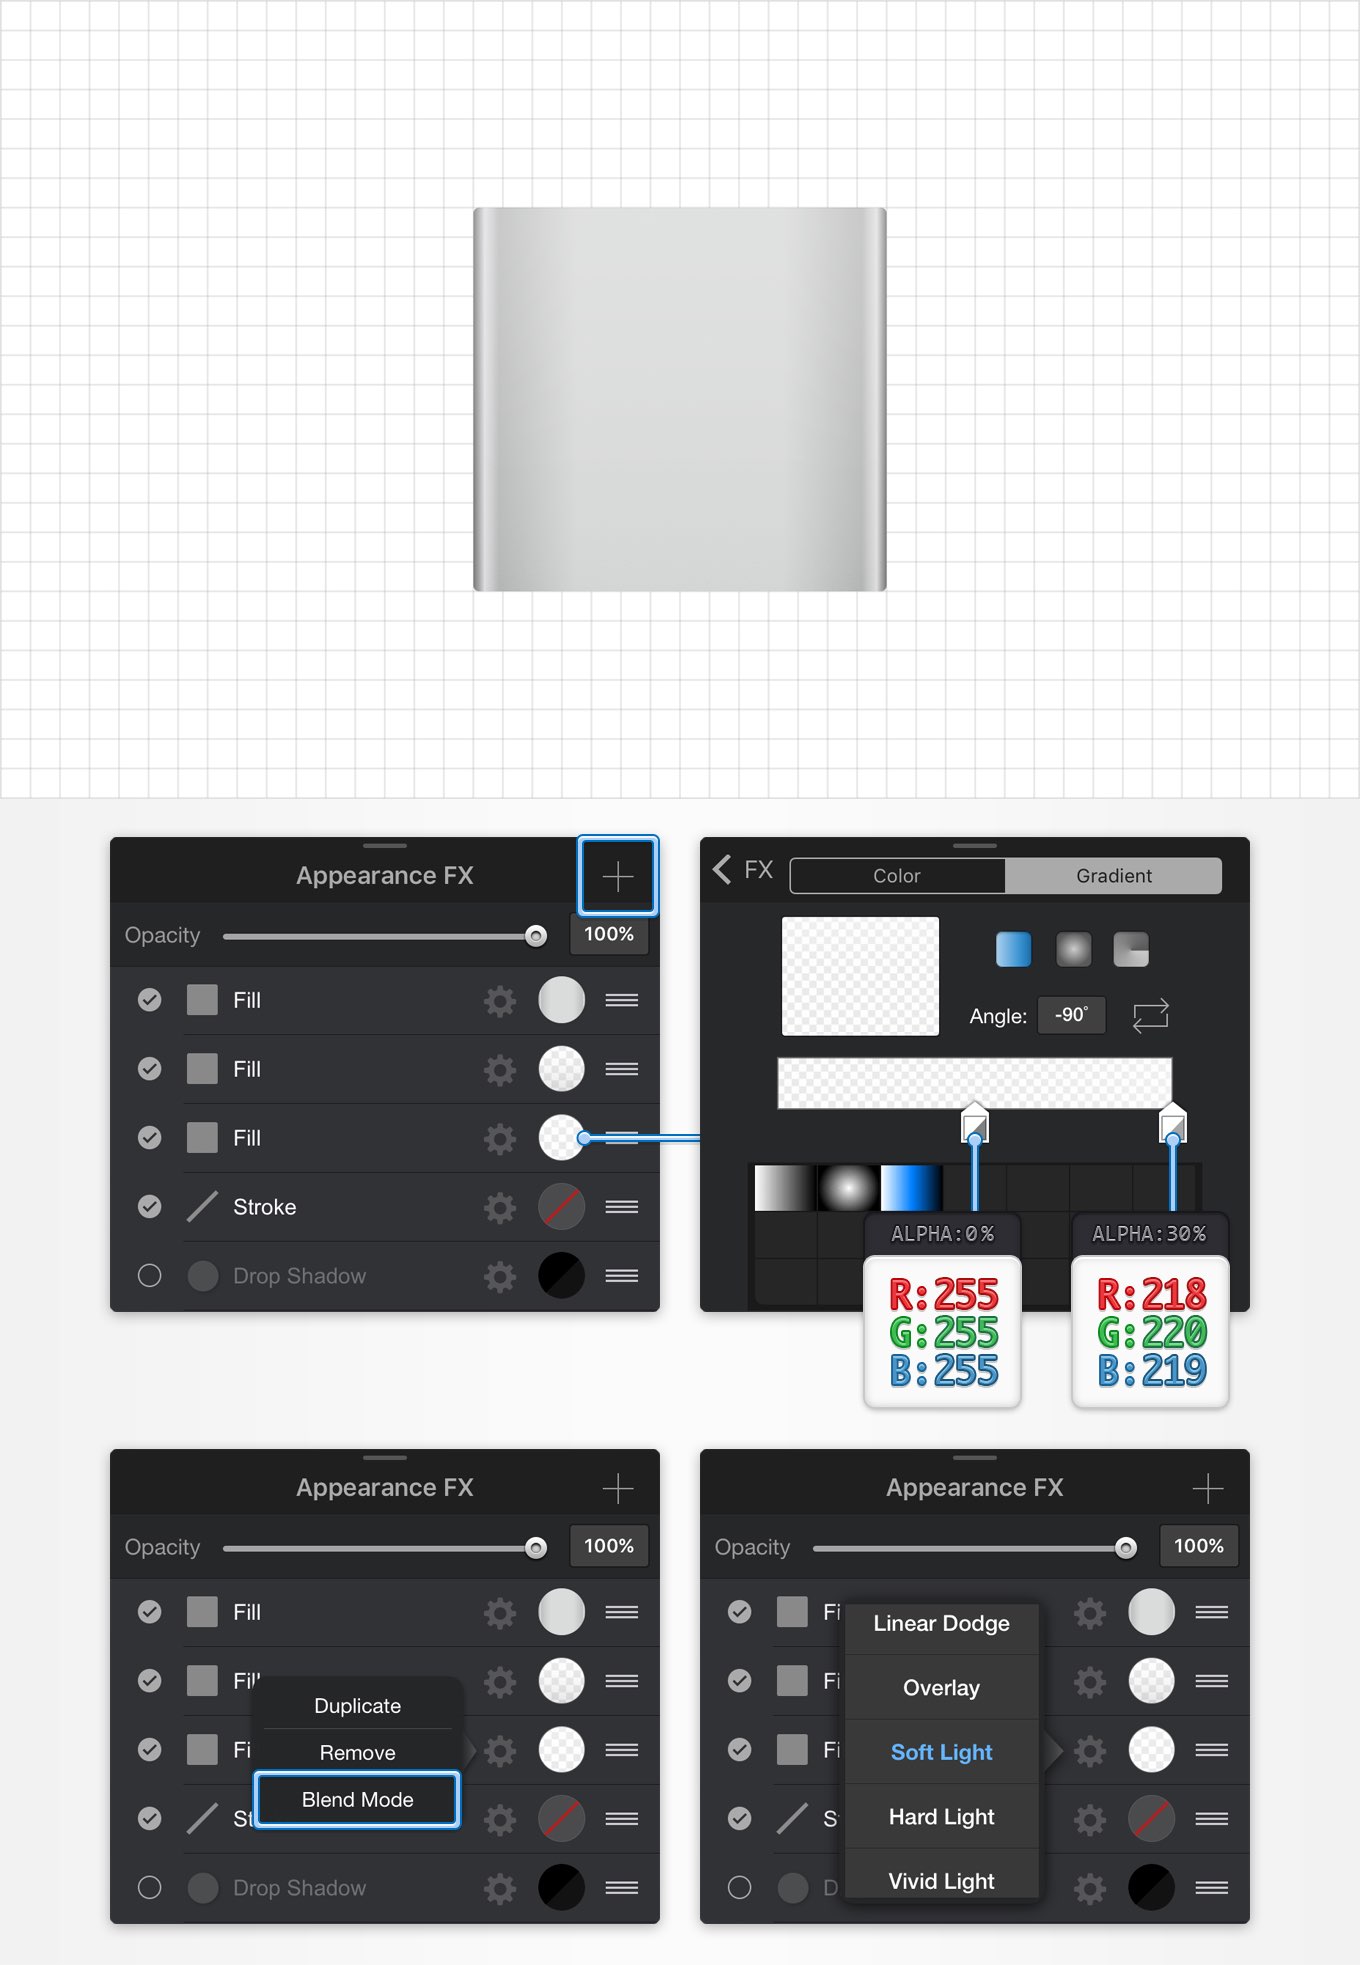 Appearance FX
Opacity 100%
Fill
Fill
Fill
Stroke
Drop Shadow
FX Color Gradient
Angle: -90°
ALPHA:0%
R:255
G:255
B:255
ALPHA:30%
R:218
G:220
B:219
Appearance FX
Opacity 100%
Fill
Fill
Fi
St
Drop Shadow
Duplicate
Remove
Blend Mode
Appearance FX
Opacity 100%
Fi
Fi
Fi
S
D
Linear Dodge
Overlay
Soft Light
Hard Light
Vivid Light